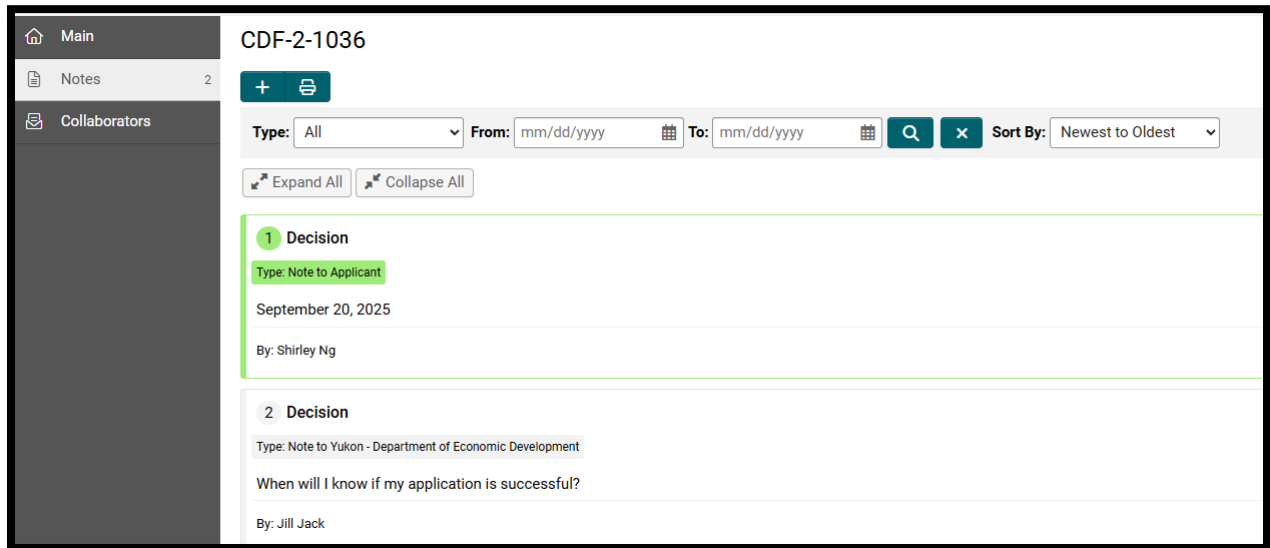 Main
CDF-2-1036
Notes 2
Collaborators
Type: All From: mm/dd/yyyy To: mm/dd/yyyy Sort By: Newest to Oldest
Expand All Collapse All
1 Decision
Type: Note to Applicant
September 20, 2025
By: Shirley Ng
2 Decision
Type: Note to Yukon - Department of Economic Development
When will I know if my application is successful?
By: Jill Jack